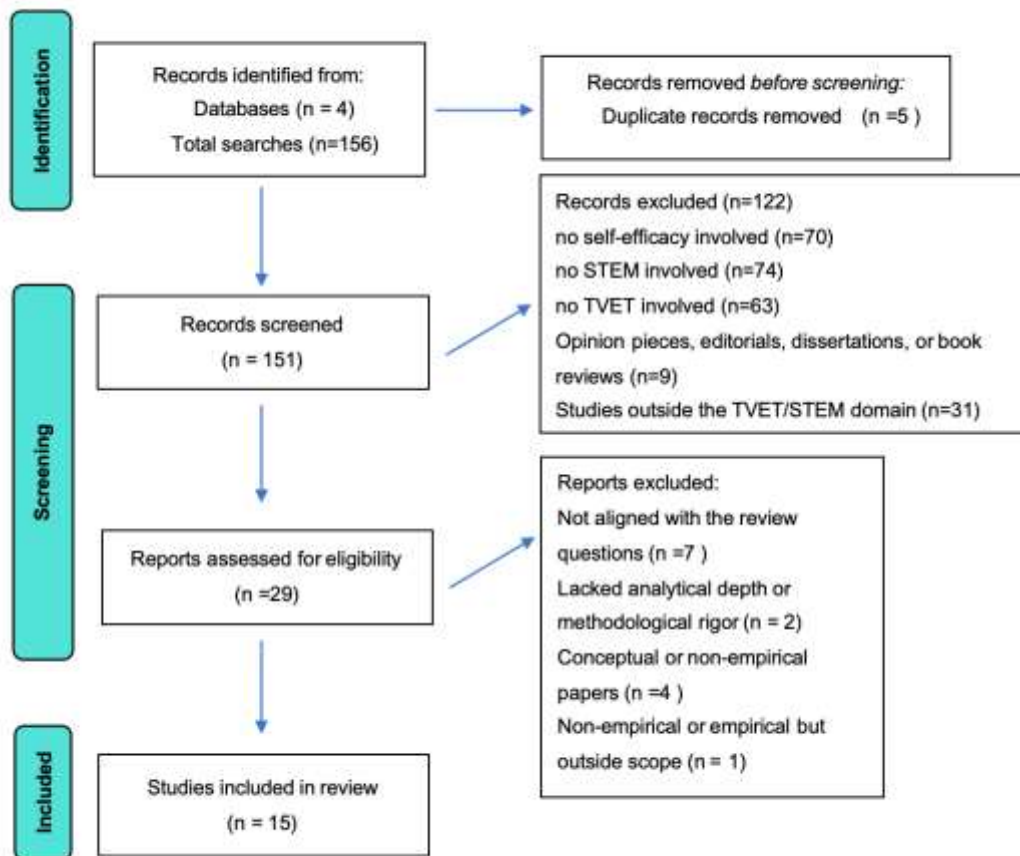 Identification
Records identified from:
Databases (n = 4)
Total searches (n=156)
Records removed before screening:
Duplicate records removed (n =5 )
Screening
Records screened
(n = 151)
Records excluded (n=122)
no self-efficacy involved (n=70)
no STEM involved (n=74)
no TVET involved (n=63)
Opinion pieces, editorials, dissertations, or book
reviews (n=9)
Studies outside the TVET/STEM domain (n=31)
Reports assessed for eligibility
(n =29)
Reports excluded:
Not aligned with the review
questions (n =7 )
Lacked analytical depth or
methodological rigor (n = 2)
Conceptual or non-empirical
papers (n =4 )
Non-empirical or empirical but
outside scope (n = 1)
Included
Studies included in review
(n = 15)